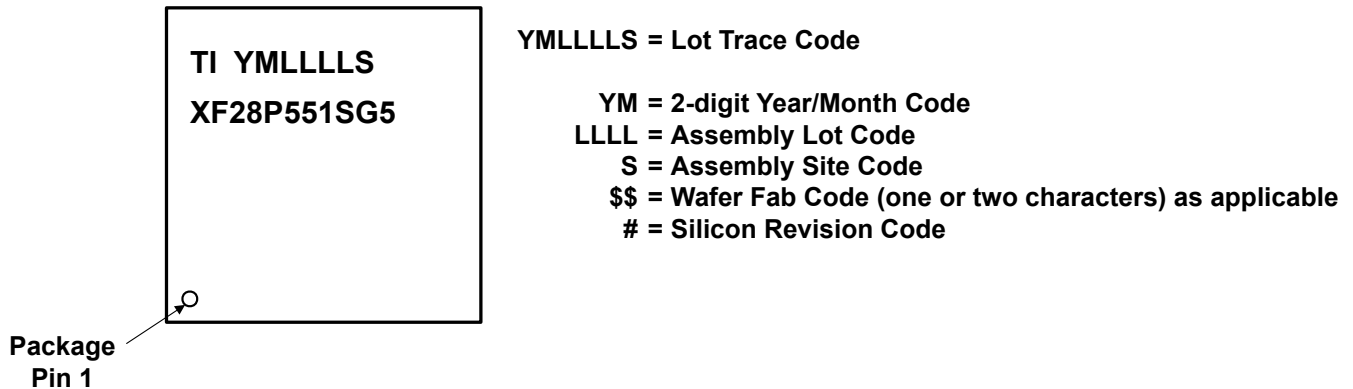 TI YMLLLLS
XF28P551SG5
Package
Pin 1
YMLLLLS = Lot Trace Code
YM = 2-digit Year/Month Code
LLLL = Assembly Lot Code
S = Assembly Site Code
$$ = Wafer Fab Code (one or two characters) as applicable
# = Silicon Revision Code